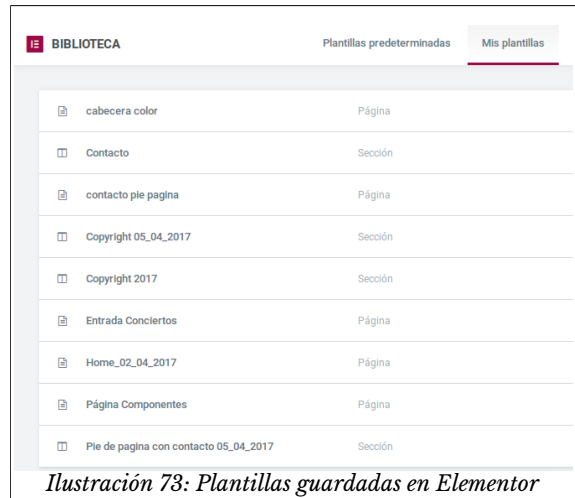 BIBLIOTECA Plantillas predeterminadas Mis plantillas
cabecera color Página
Contacto Sección
contacto pie pagina Página
Copyright 05_04_2017 Sección
Copyright 2017 Sección
Entrada Conciertos Página
Home_02_04_2017 Página
Página Componentes Página
Pie de pagina con contacto 05_04_2017 Sección
Ilustración 73: Plantillas guardadas en Elementor